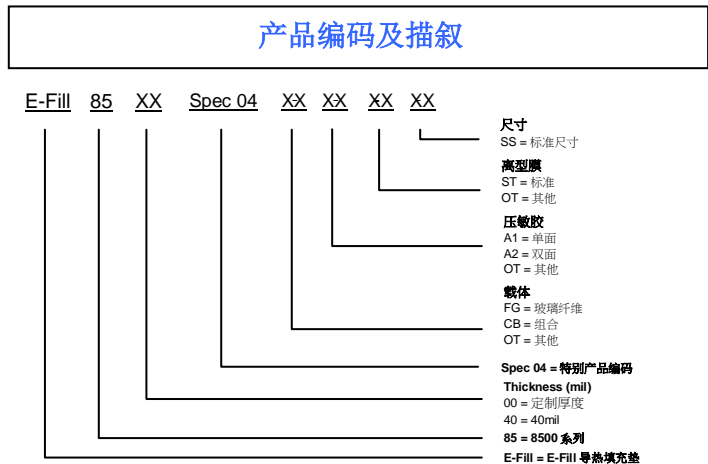 产品编码及描叙
E-Fill 85 XX Spec 04 XX XX XX XX
尺寸
SS = 标准尺寸
离型膜
ST = 标准
OT = 其他
压敏胶
A1 = 单面
A2 = 双面
OT = 其他
载体
FG = 玻璃纤维
CB = 组合
OT = 其他
Spec 04 = 特别产品编码
Thickness (mil)
00 = 定制厚度
40 = 40mil
85 = 8500 系列
E-Fill = E-Fill 导热填充垫